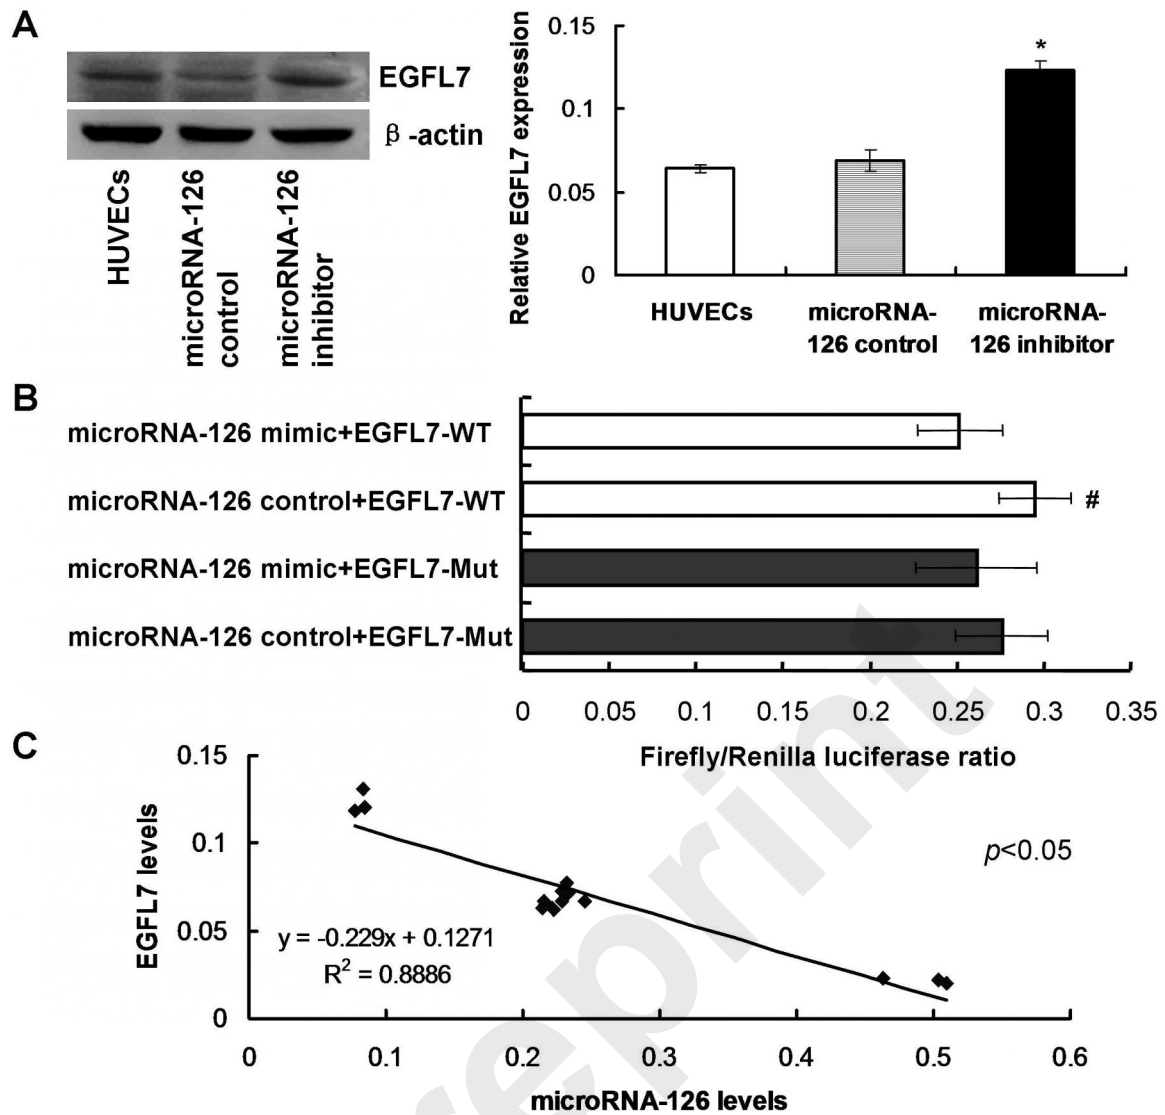 A
EGFL7
β-actin
HUVECs
microRNA-126
control
microRNA-126
inhibitor
Relative EGFL7 expression
0.15
0.1
0.05
0
*
HUVECs
microRNA-
126 control
microRNA-
126 inhibitor
B
microRNA-126 mimic+EGFL7-WT
microRNA-126 control+EGFL7-WT
#
microRNA-126 mimic+EGFL7-Mut
microRNA-126 control+EGFL7-Mut
0 0.05 0.1 0.15 0.2 0.25 0.3 0.35
Firefly/Renilla luciferase ratio
C
EGFL7 levels
0.15
0.1
0.05
0
p<0.05
y = -0.229x + 0.1271
R² = 0.8886
0 0.1 0.2 0.3 0.4 0.5 0.6
microRNA-126 levels
reprint